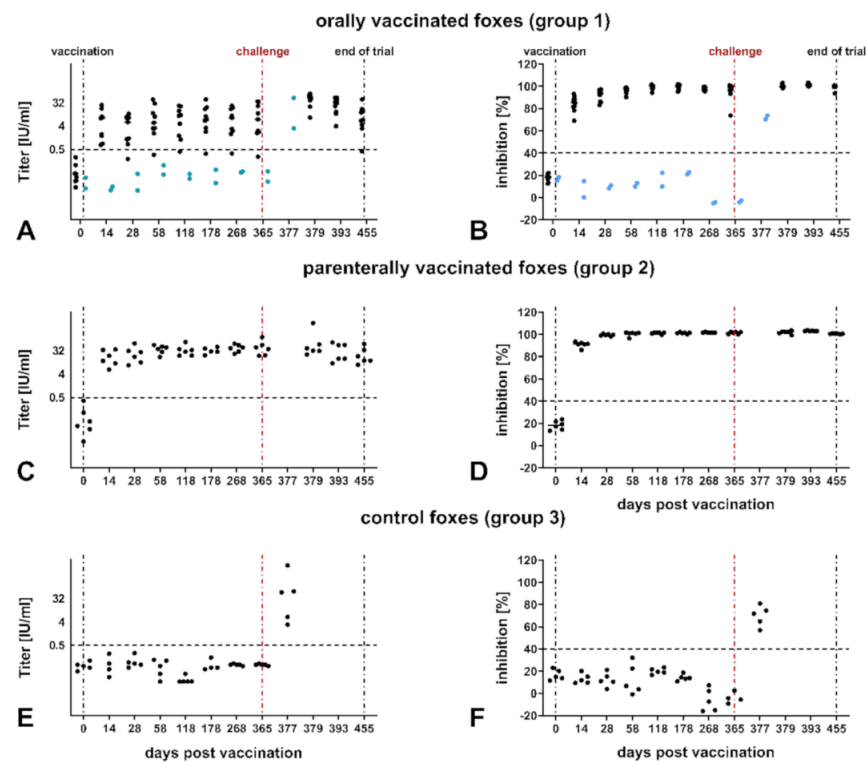 orally vaccinated foxes (group 1)
vaccination challenge end of trial
Titer [IU/ml]
32
4
0.5
A
0 14 28 58 118 178 268 365 377 379 393 455
vaccination challenge end of trial
inhibition [%]
120
100
80
60
40
20
0
-20
B
0 14 28 58 118 178 268 365 377 379 393 455
parenterally vaccinated foxes (group 2)
Titer [IU/ml]
32
4
0.5
C
0 14 28 58 118 178 268 365 377 379 393 455
inhibition [%]
120
100
80
60
40
20
0
-20
D
0 14 28 58 118 178 268 365 377 379 393 455
days post vaccination
control foxes (group 3)
Titer [IU/ml]
32
4
0.5
E
0 14 28 58 118 178 268 365 377 379 393 455
days post vaccination
inhibition [%]
120
100
80
60
40
20
0
-20
F
0 14 28 58 118 178 268 365 377 379 393 455
days post vaccination